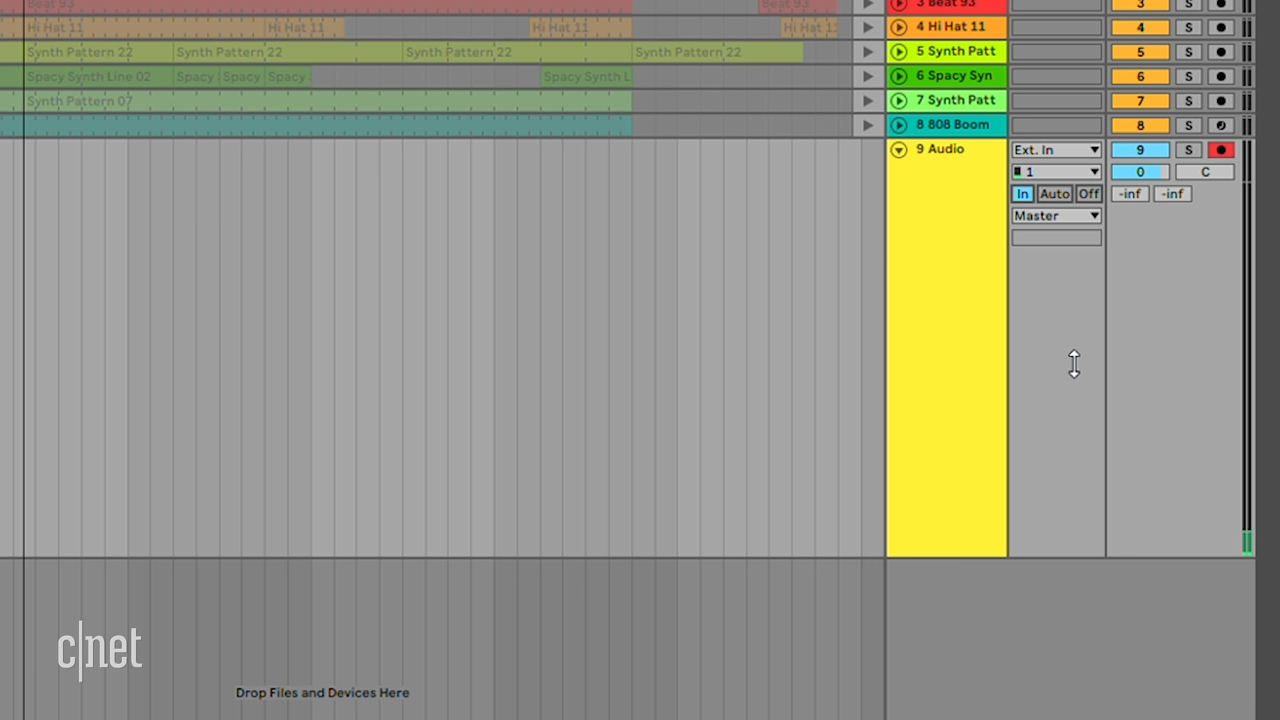 Beat 93 Beat 93 3 Beat 93 3 S
Hi Hat 11 Hi Hat 11 Hi Hat 11 Hi Hat 11 4 Hi Hat 11 4 S
Synth Pattern 22 Synth Pattern 22 Synth Pattern 22 Synth Pattern 22 5 Synth Patt 5 S
Spacy Synth Line 02 Spacy Spacy Spacy Spacy Synth L 6 Spacy Syn 6 S
Synth Pattern 07 7 Synth Patt 7 S
8 808 Boom 8 S
9 Audio Ext. In 9 S
1 0 C
In Auto Off -inf -inf
Master
c|net
Drop Files and Devices Here